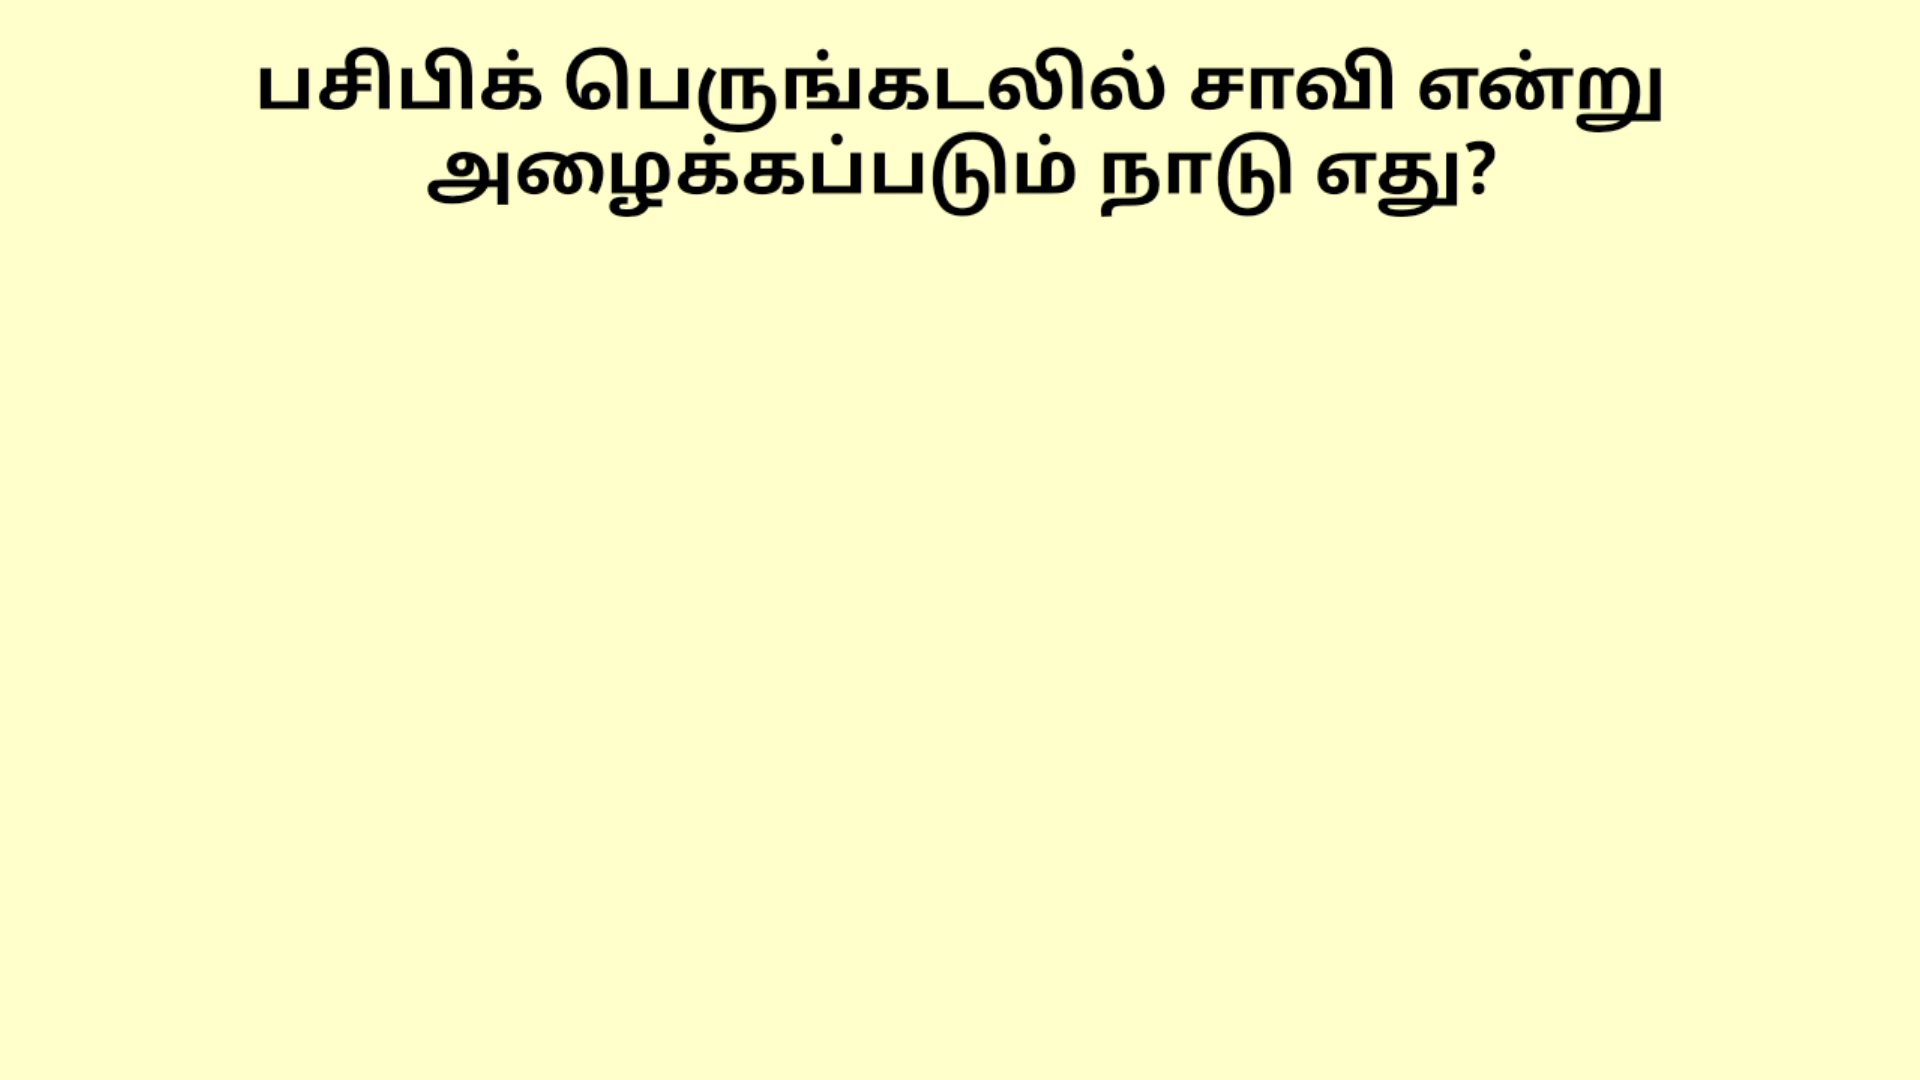 பசிபிக் பெருங்கடலில் சாவி என்று
அழைக்கப்படும் நாடு எது?